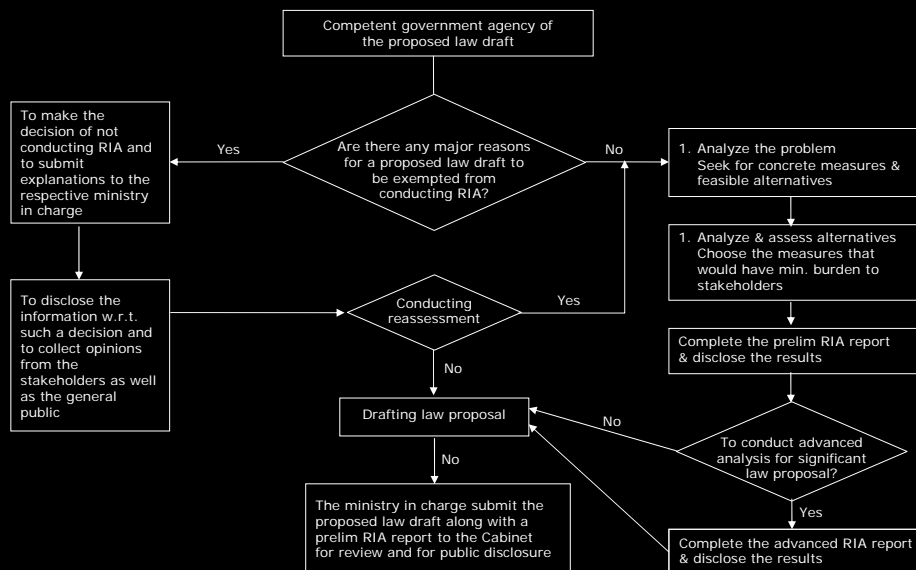 Competent government agency of
the proposed law draft
To make the
decision of not
conducting RIA and
to submit
explanations to the
respective ministry
in charge
Yes
Are there any major reasons
for a proposed law draft to
be exempted from
conducting RIA?
No
1. Analyze the problem
Seek for concrete measures &
feasible alternatives
1. Analyze & assess alternatives
Choose the measures that
would have min. burden to
stakeholders
To disclose the
information w.r.t.
such a decision and
to collect opinions
from the
stakeholders as well
as the general
public
Conducting
reassessment
Yes
Complete the prelim RIA report
& disclose the results
No
Drafting law proposal
No
To conduct advanced
analysis for significant
law proposal?
No
Yes
The ministry in charge submit the
proposed law draft along with a
prelim RIA report to the Cabinet
for review and for public disclosure
Complete the advanced RIA report
& disclose the results